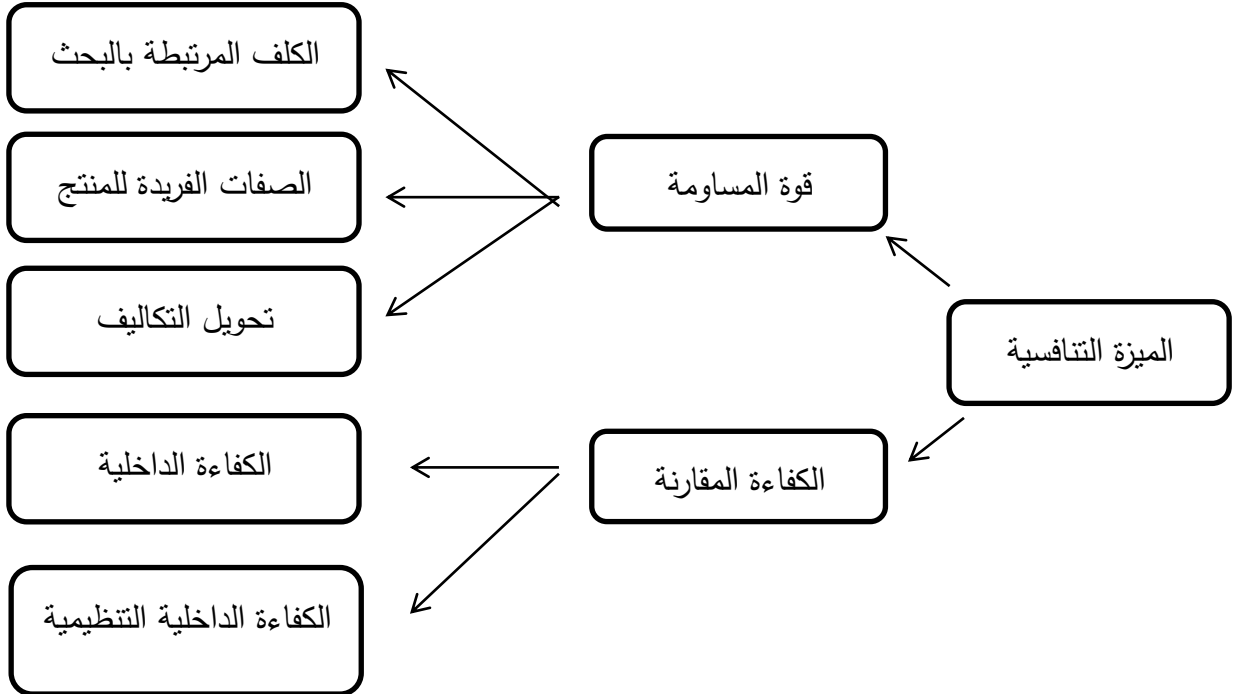 الميزة التنافسية
قوة المساومة
الكلف المرتبطة بالبحث
الصفات الفريدة للمنتج
تحويل التكاليف
الكفاءة المقارنة
الكفاءة الداخلية
الكفاءة الداخلية التنظيمية